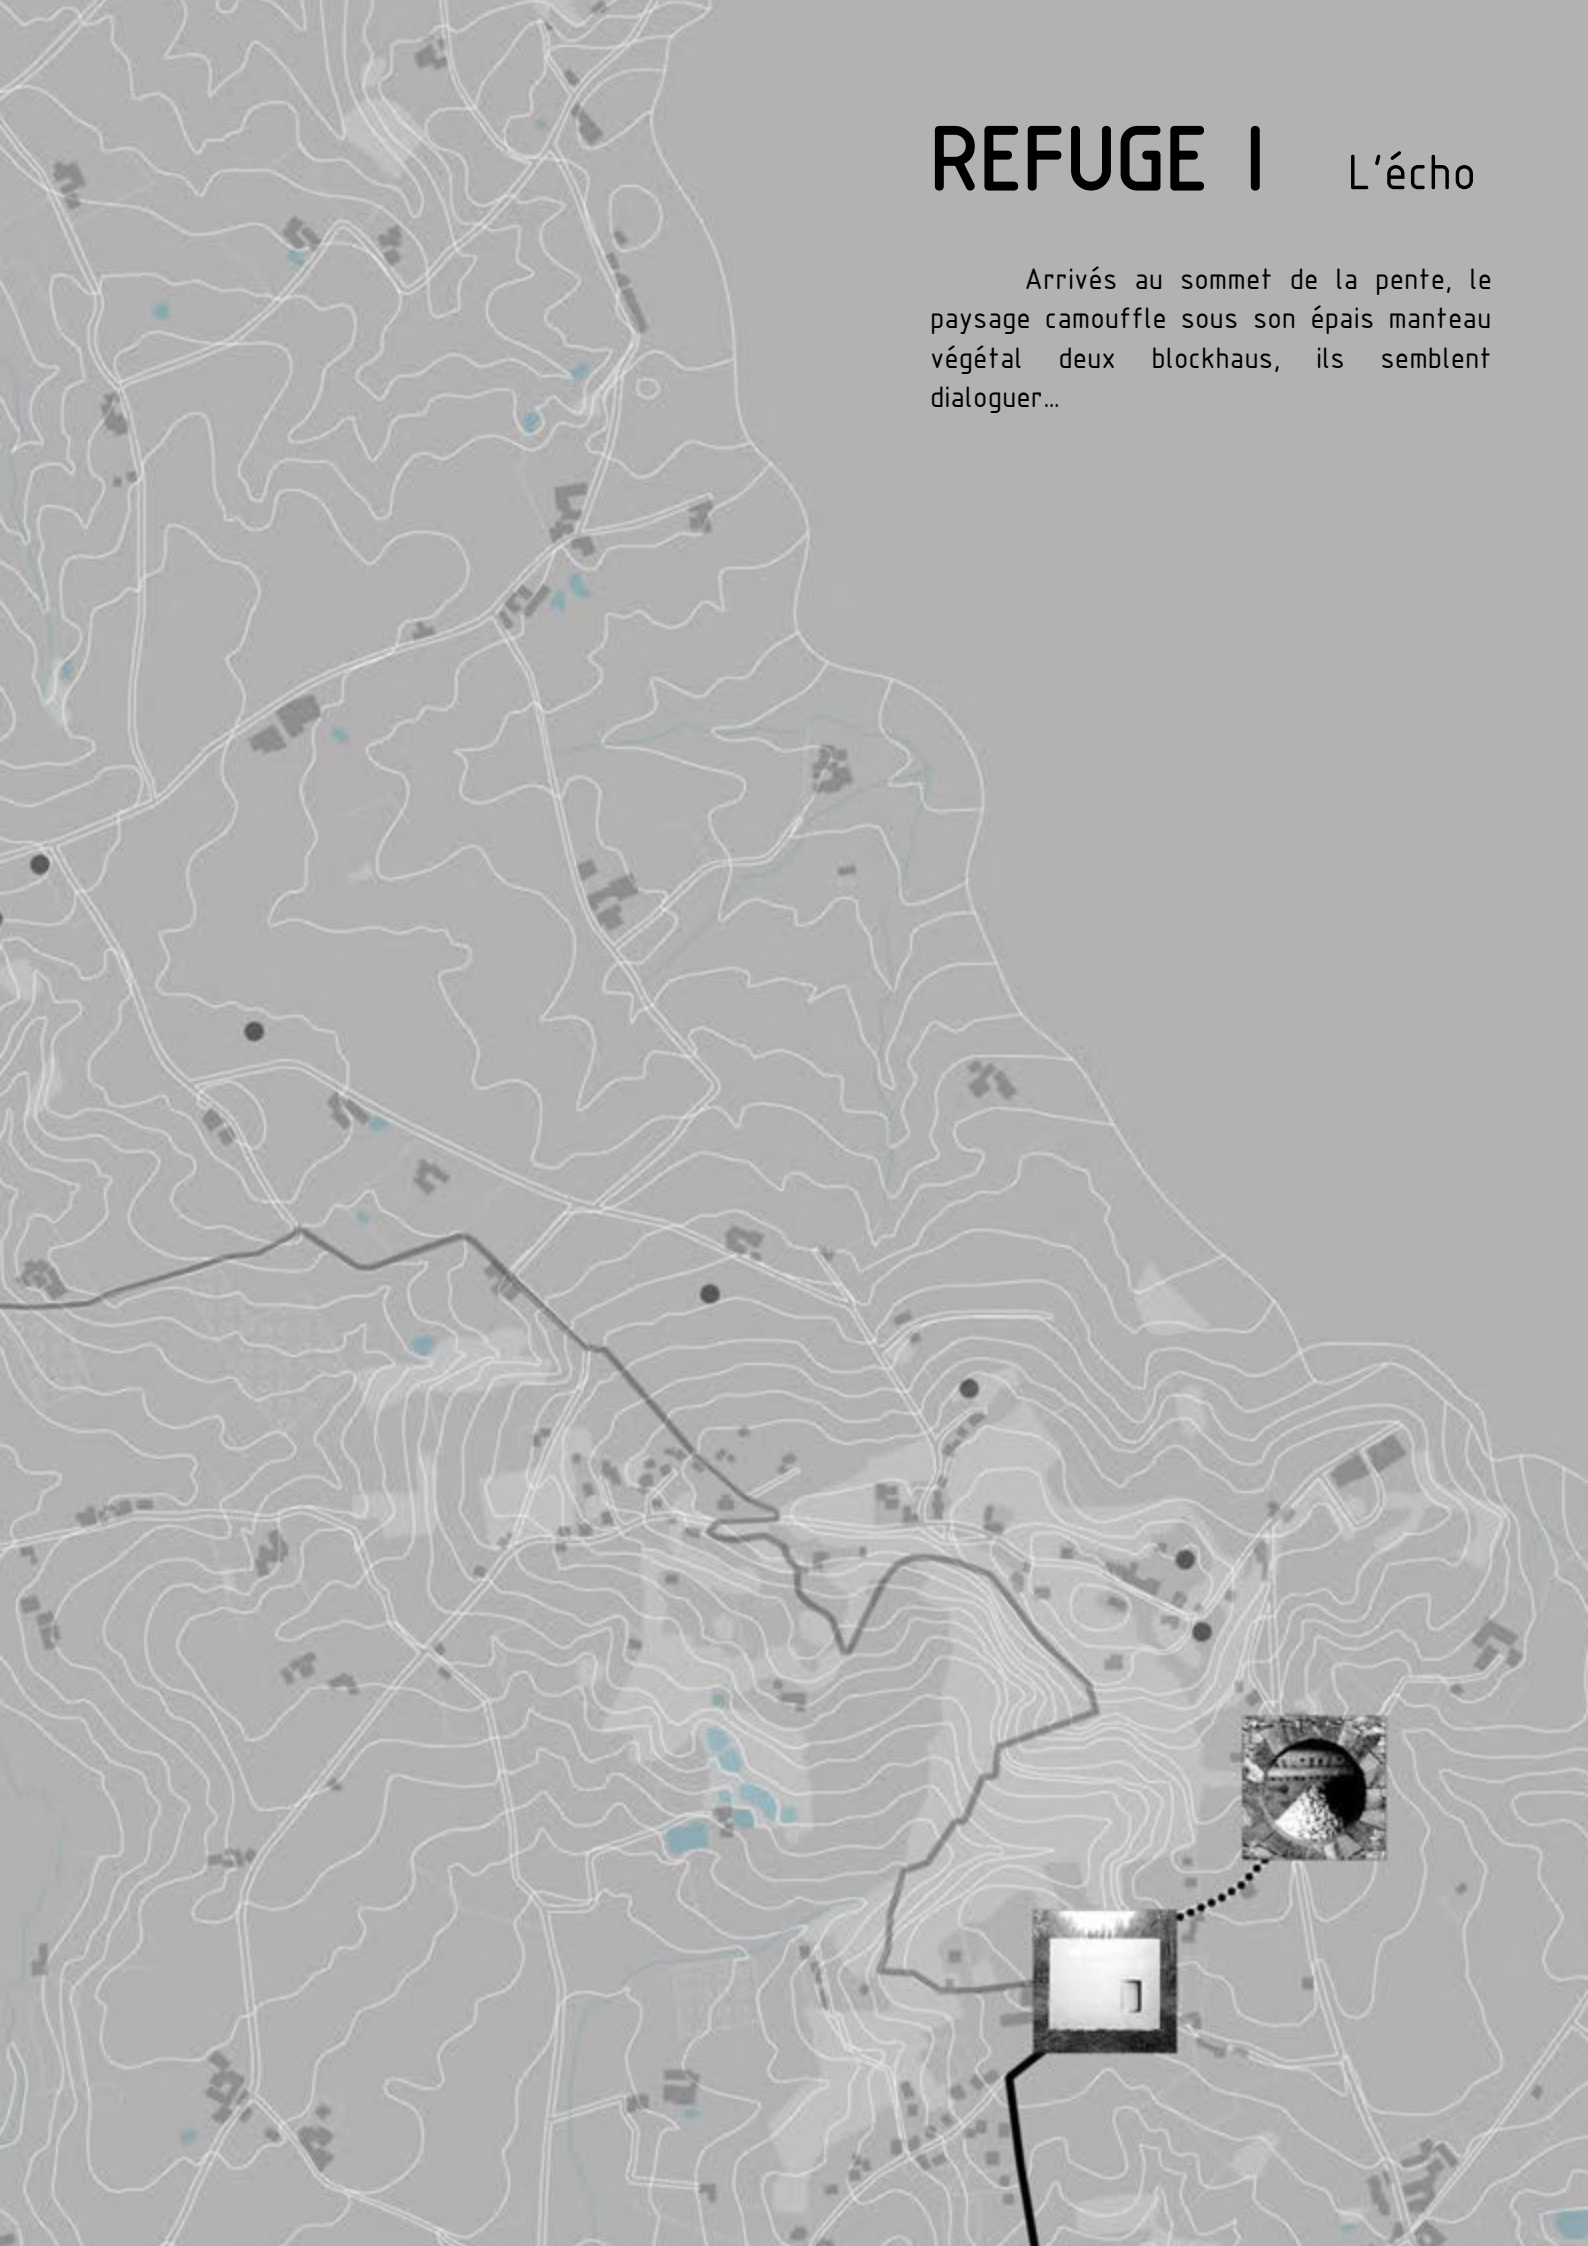 REFUGE I L'écho
Arrivés au sommet de la pente, le
paysage camouffle sous son épais manteau
végétal deux blockhaus, ils semblent
dialoguer...